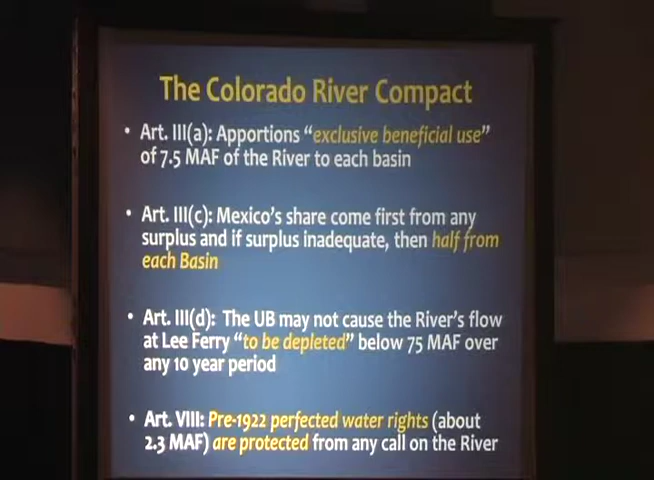 The Colorado River Compact
• Art. III(a): Apportions “exclusive beneficial use”
of 7.5 MAF of the River to each basin
• Art. III(c): Mexico’s share come first from any
surplus and if surplus inadequate, then half from
each Basin
• Art. III(d): The UB may not cause the River’s flow
at Lee Ferry “to be depleted” below 75 MAF over
any 10 year period
• Art. VIII: Pre-1922 perfected water rights (about
2.3 MAF) are protected from any call on the River